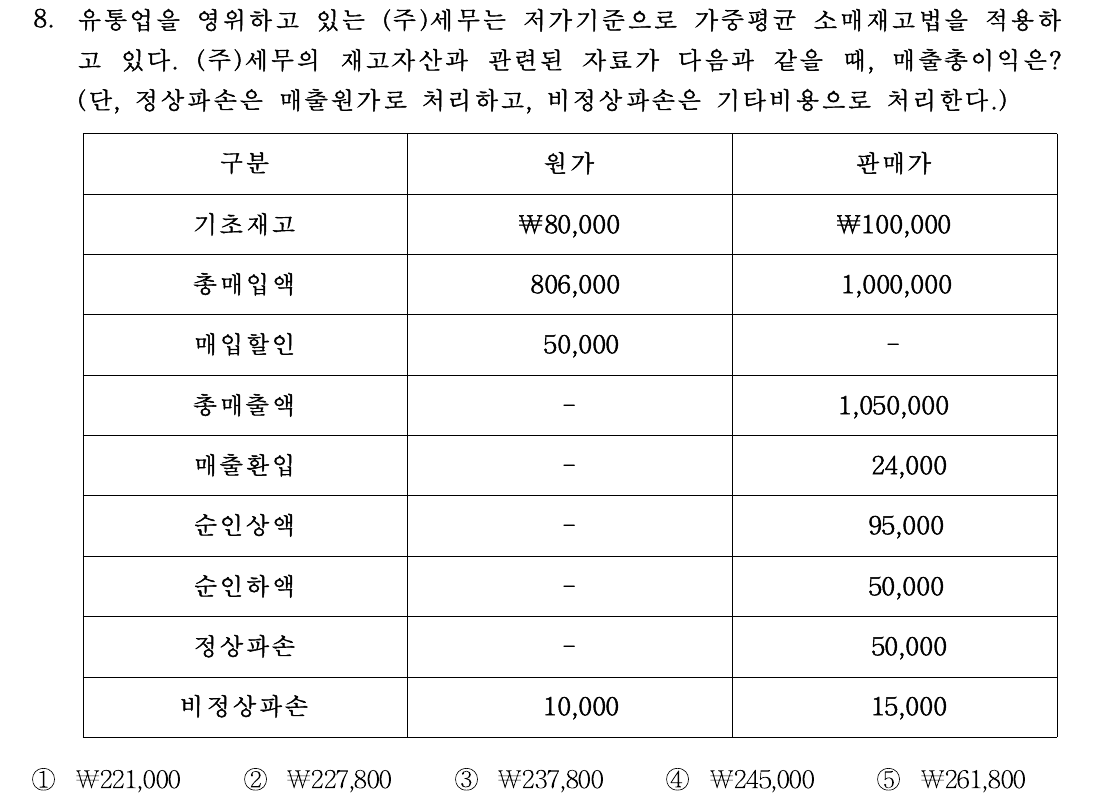 8. 유통업을 영위하고 있는 (주)세무는 저가기준으로 가중평균 소매재고법을 적용하
고 있다. (주)세무의 재고자산과 관련된 자료가 다음과 같을 때, 매출총이익은?
(단, 정상파손은 매출원가로 처리하고, 비정상파손은 기타비용으로 처리한다.)
구분 원가 판매가
기초재고 ₩80,000 ₩100,000
총매입액 806,000 1,000,000
매입할인 50,000 -
총매출액 - 1,050,000
매출환입 - 24,000
순인상액 - 95,000
순인하액 - 50,000
정상파손 - 50,000
비정상파손 10,000 15,000
① ₩221,000 ② ₩227,800 ③ ₩237,800 ④ ₩245,000 ⑤ ₩261,800